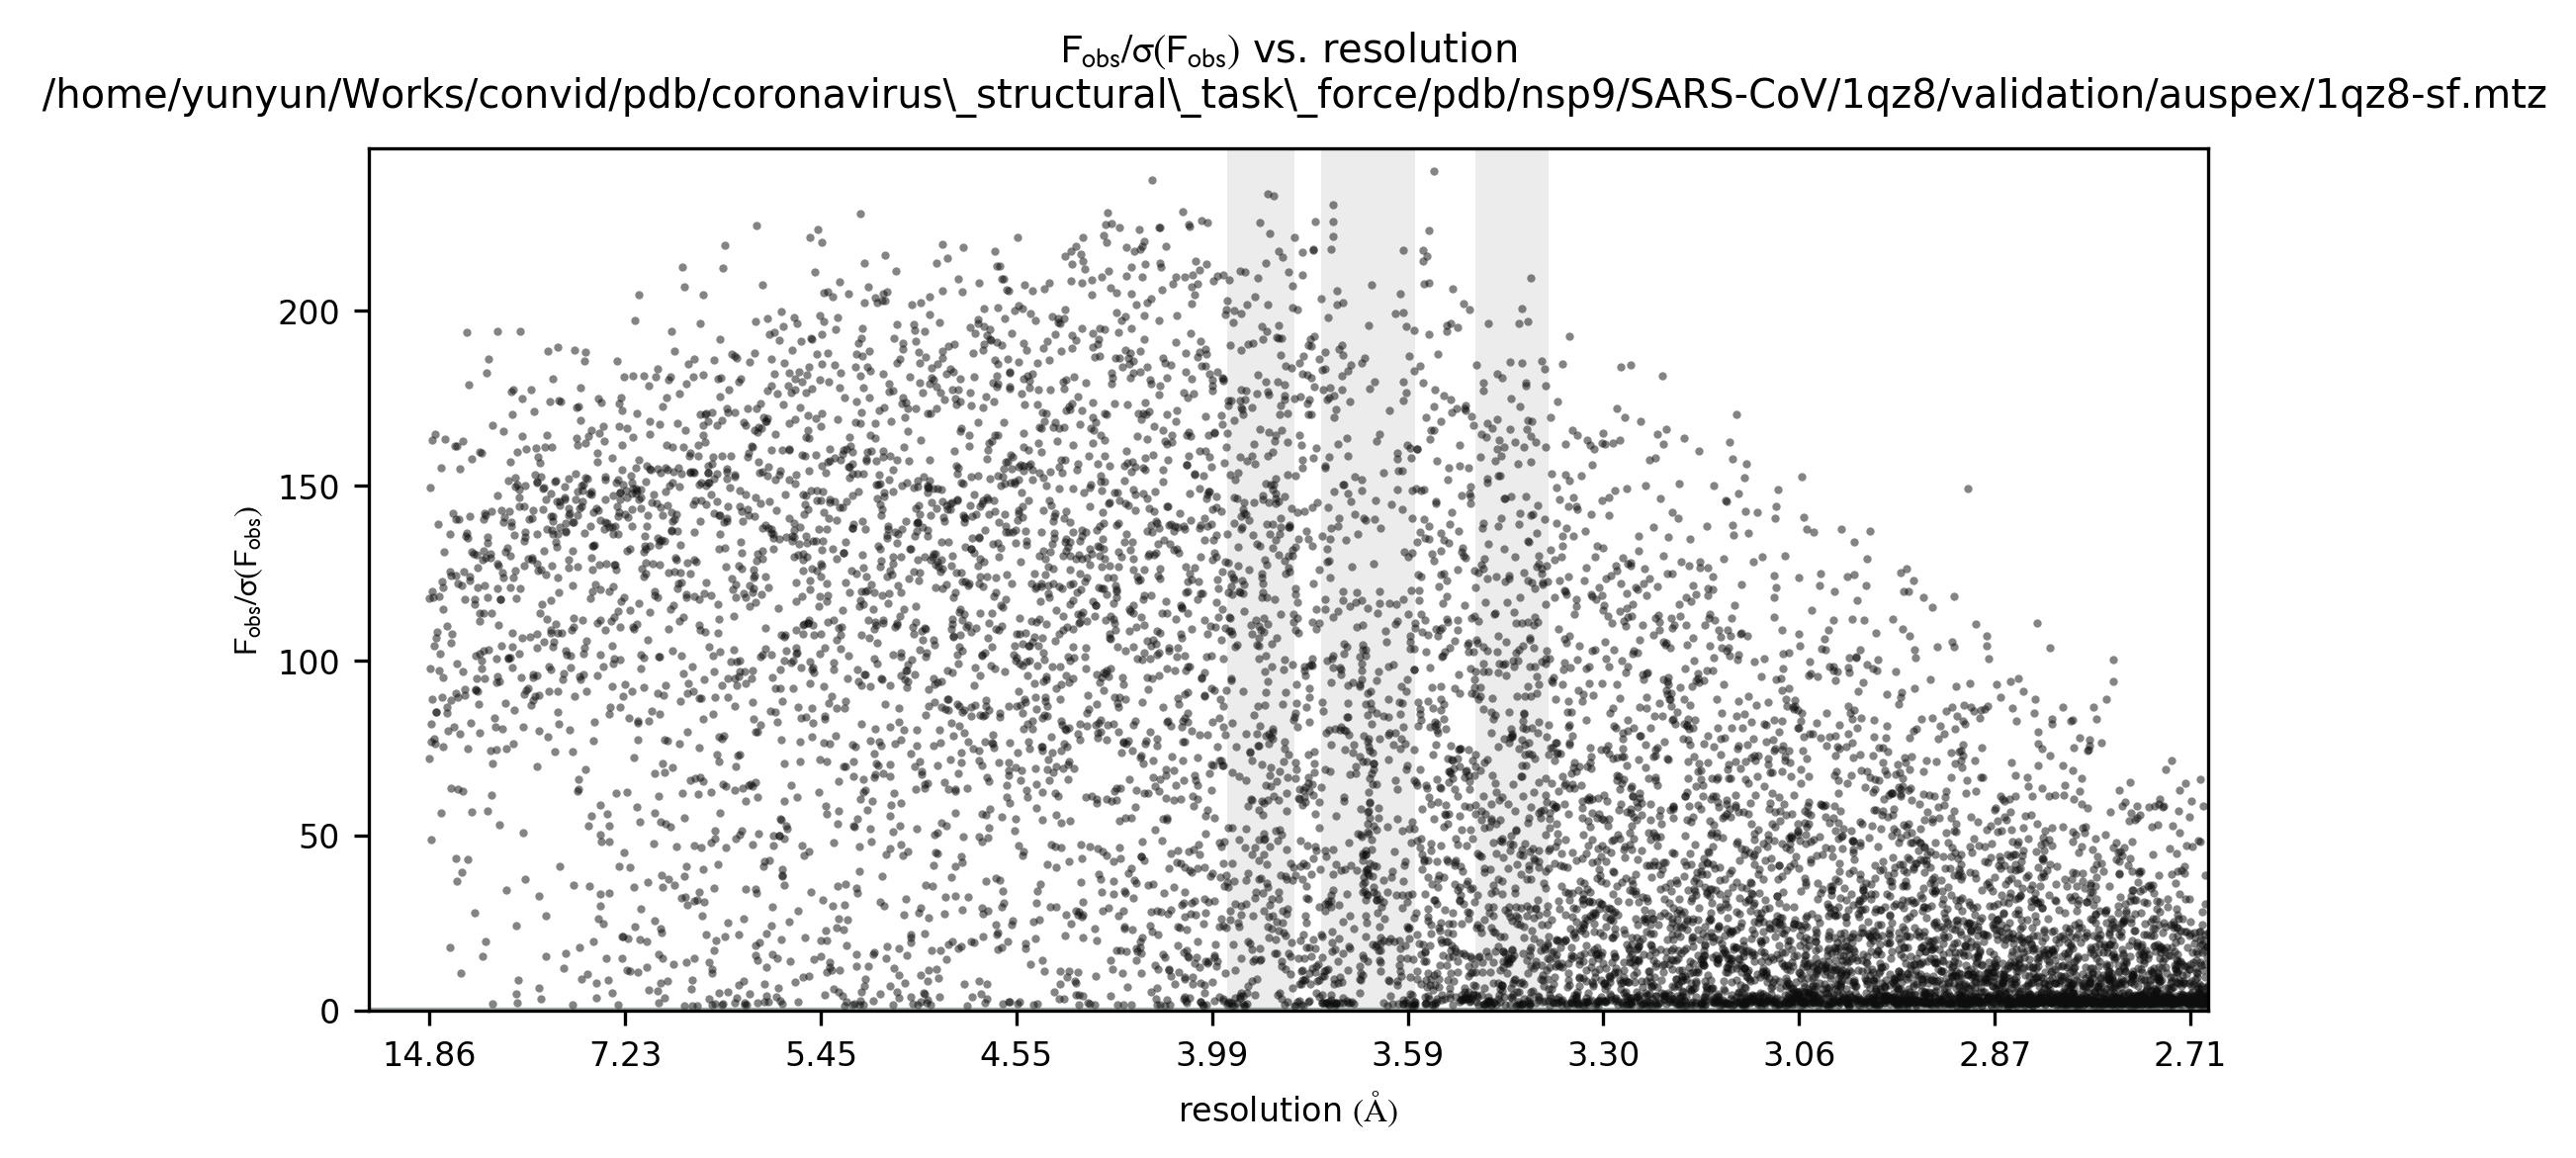 Fobs/σ(Fobs) vs. resolution
/home/yunyun/Works/convid/pdb/coronavirus\_structural\_task\_force/pdb/nsp9/SARS-CoV/1qz8/validation/auspex/1qz8-sf.mtz
Fobs/σ(Fobs)
200
150
100
50
0
14.86 7.23 5.45 4.55 3.99 3.59 3.30 3.06 2.87 2.71
resolution (Å)